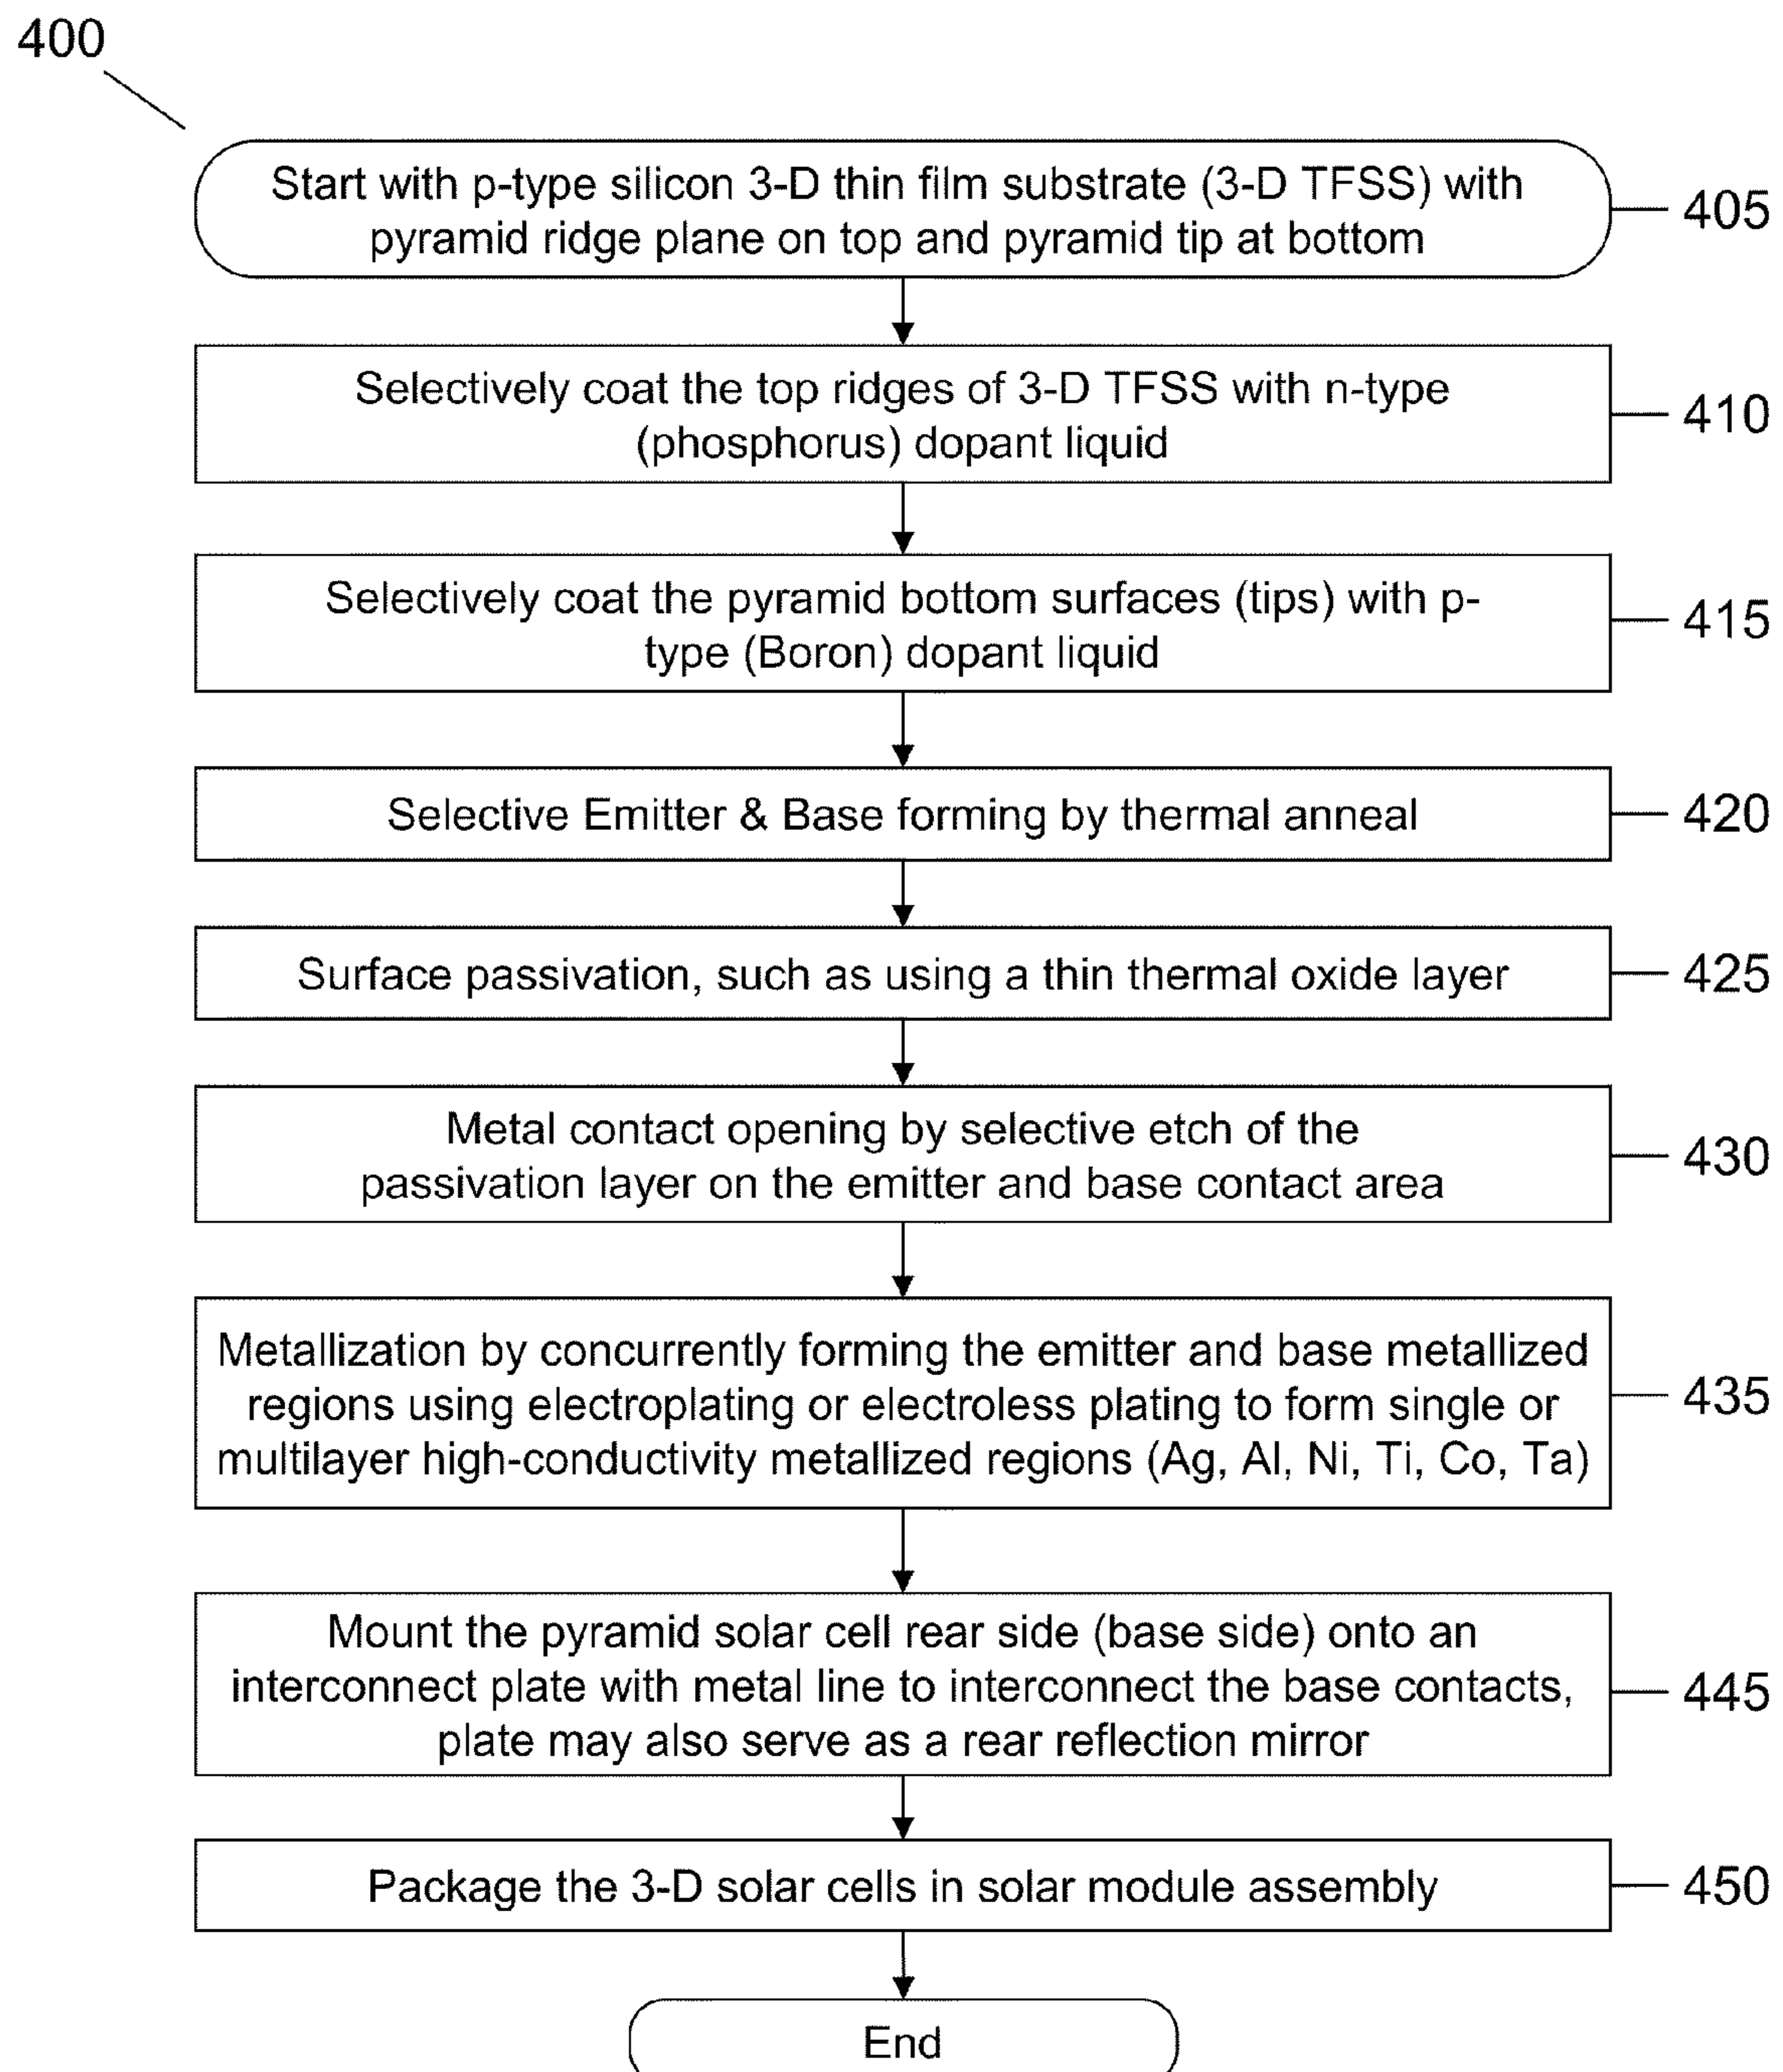 400
Start with p-type silicon 3-D thin film substrate (3-D TFSS) with
pyramid ridge plane on top and pyramid tip at bottom
405
Selectively coat the top ridges of 3-D TFSS with n-type
(phosphorus) dopant liquid
410
Selectively coat the pyramid bottom surfaces (tips) with p-
type (Boron) dopant liquid
415
Selective Emitter & Base forming by thermal anneal
420
Surface passivation, such as using a thin thermal oxide layer
425
Metal contact opening by selective etch of the
passivation layer on the emitter and base contact area
430
Metallization by concurrently forming the emitter and base metallized
regions using electroplating or electroless plating to form single or
multilayer high-conductivity metallized regions (Ag, Al, Ni, Ti, Co, Ta)
435
Mount the pyramid solar cell rear side (base side) onto an
interconnect plate with metal line to interconnect the base contacts,
plate may also serve as a rear reflection mirror
445
Package the 3-D solar cells in solar module assembly
450
End